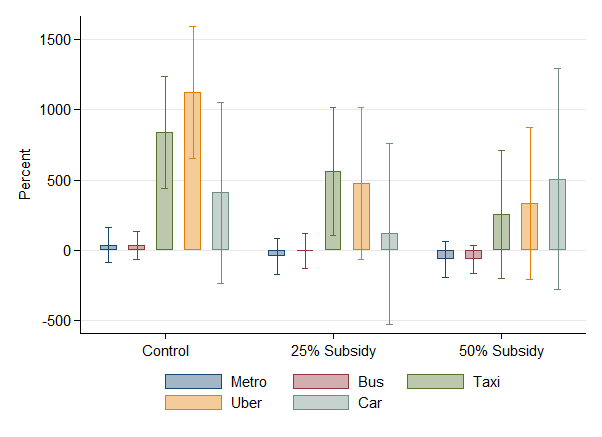 1500
1000
500
0
-500
Percent
Control 25% Subsidy 50% Subsidy
Metro Bus Taxi
Uber Car